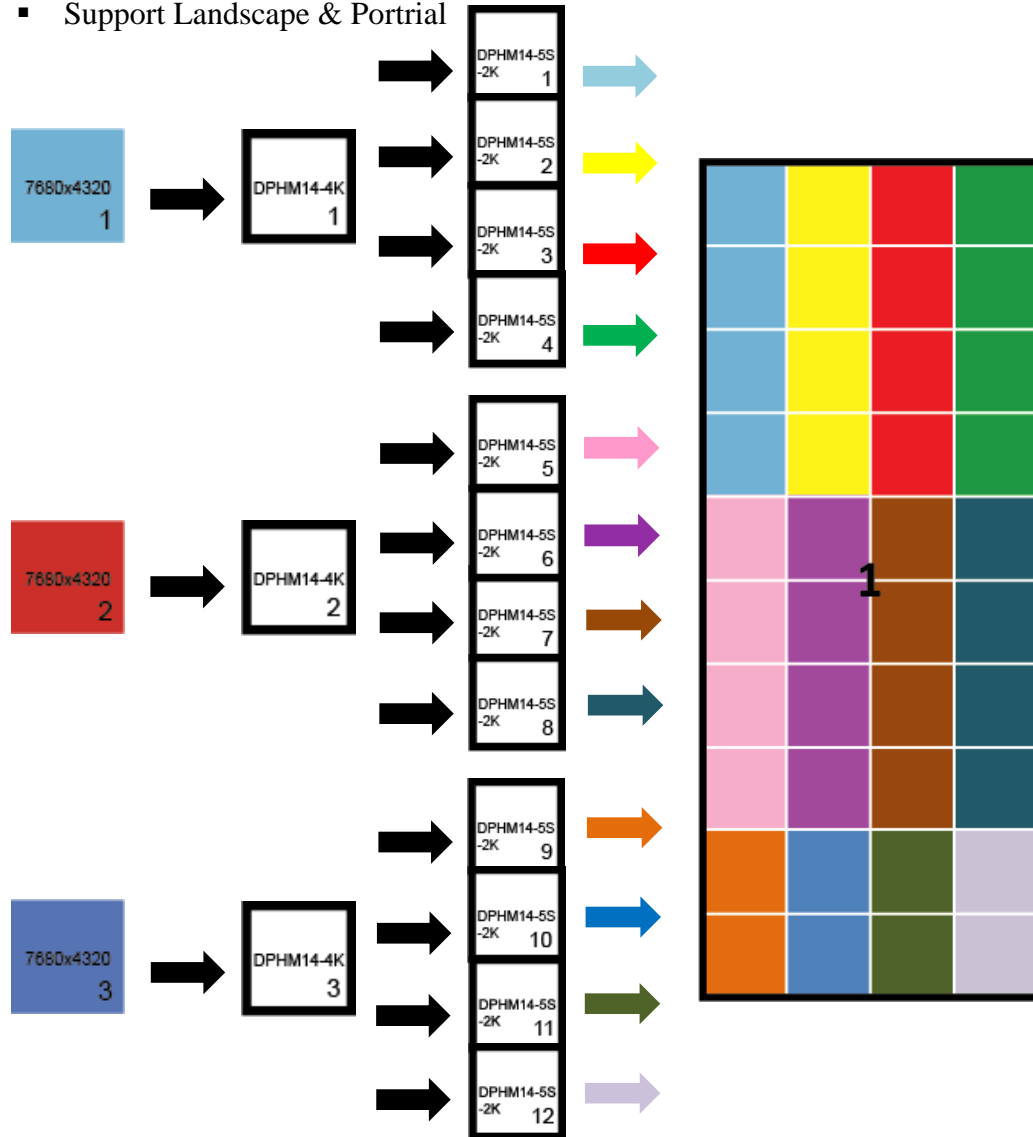 ▪ Support Landscape & Portrial
DPHM14-5S
-2K 1
DPHM14-5S
-2K 2
7680x4320
1
DPHM14-4K
1
DPHM14-5S
-2K 3
DPHM14-5S
-2K 4
DPHM14-5S
-2K 5
DPHM14-5S
-2K 6
7680x4320
2
DPHM14-4K
2
1
DPHM14-5S
-2K 7
DPHM14-5S
-2K 8
DPHM14-5S
-2K 9
DPHM14-5S
-2K 10
7680x4320
3
DPHM14-4K
3
DPHM14-5S
-2K 11
DPHM14-5S
-2K 12